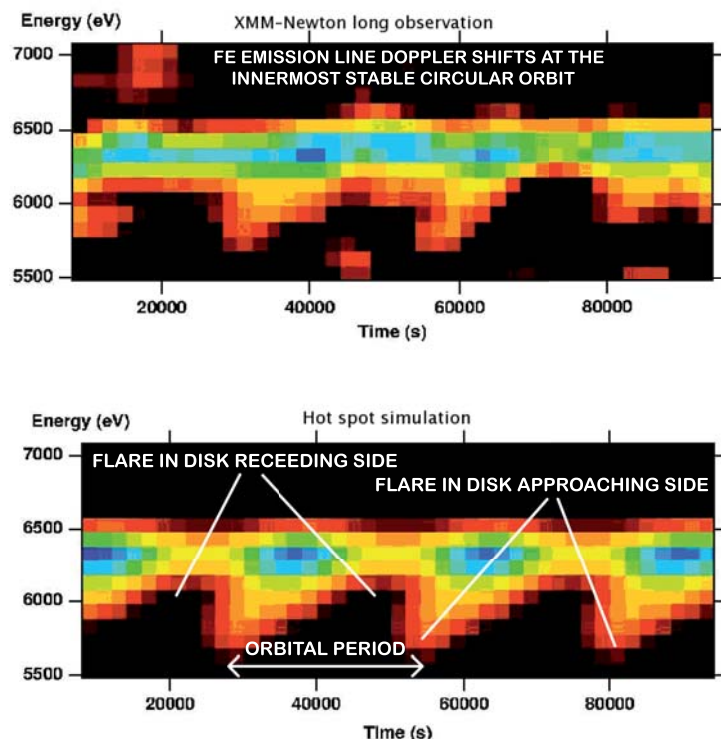 Energy (eV)
XMM-Newton long observation
7000
FE EMISSION LINE DOPPLER SHIFTS AT THE
INNERMOST STABLE CIRCULAR ORBIT
6500
6000
5500
20000 40000 60000 80000
Time (s)
Energy (eV)
Hot spot simulation
7000
FLARE IN DISK RECEEDING SIDE
FLARE IN DISK APPROACHING SIDE
6500
6000
ORBITAL PERIOD
5500
20000 40000 60000 80000
Time (s)